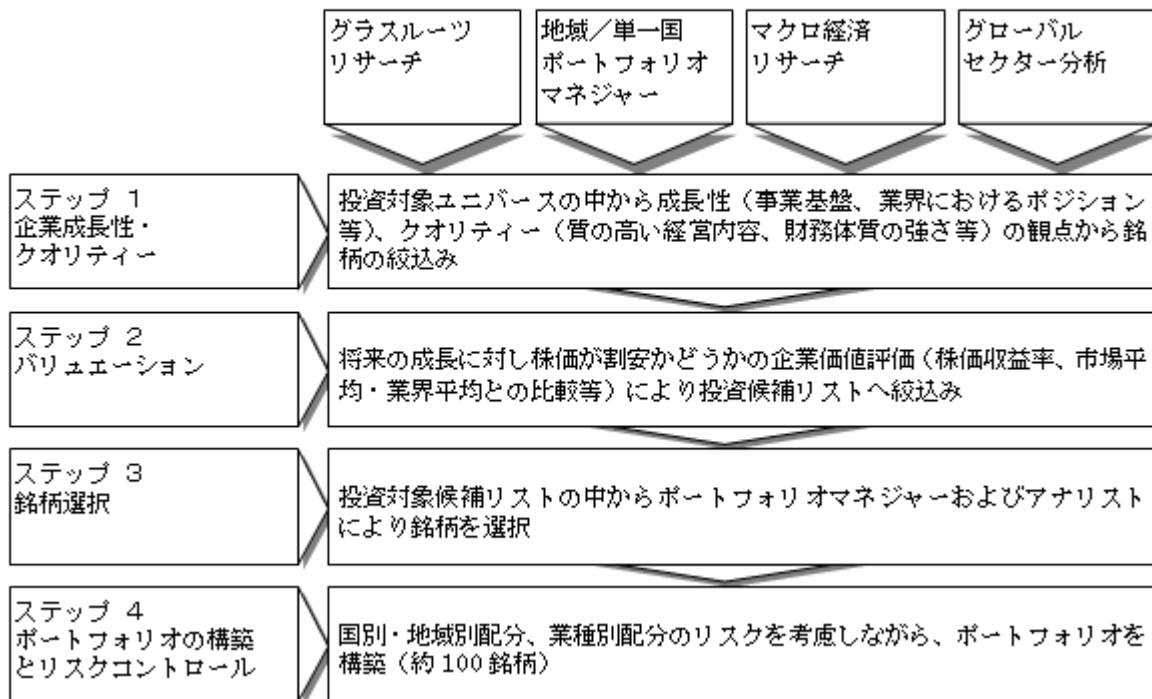 グラスルーツ
リサーチ
地域／単一国
ポートフォリオ
マネジャー
マクロ経済
リサーチ
グローバル
セクター分析
ステップ 1
企業成長性・
クオリティー
投資対象ユニバースの中から成長性（事業基盤、業界におけるポジション
等）、クオリティー（質の高い経営内容、財務体質の強さ等）の観点から銘
柄の絞込み
ステップ 2
バリュエーション
将来の成長に対し株価が割安かどうかの企業価値評価（株価収益率、市場平
均・業界平均との比較等）により投資候補リストへ絞込み
ステップ 3
銘柄選択
投資対象候補リストの中からポートフォリオマネジャーおよびアナリスト
により銘柄を選択
ステップ 4
ポートフォリオの構築
とリスクコントロール
国別・地域別配分、業種別配分のリスクを考慮しながら、ポートフォリオを
構築（約 100 銘柄）